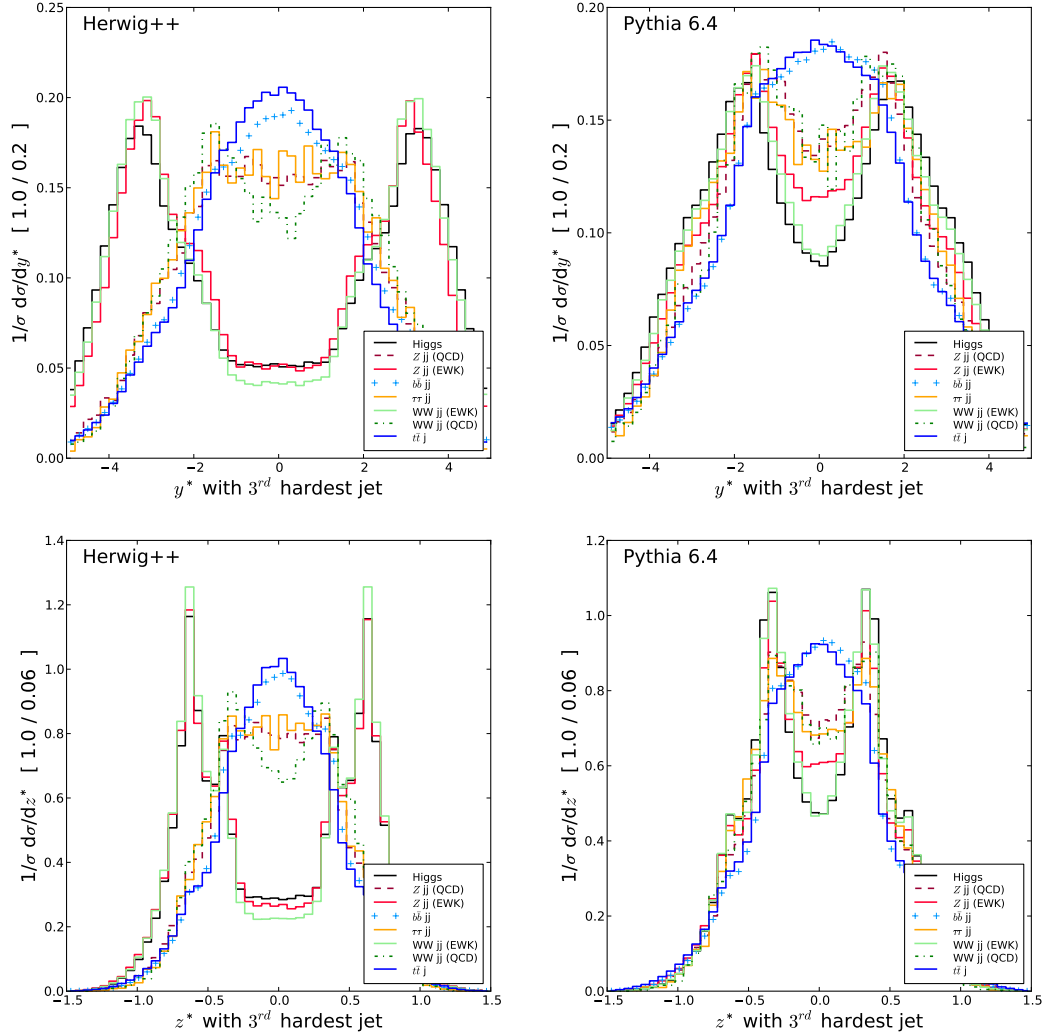 Herwig++
0.25
0.20
0.15
0.10
0.05
0.00
1/σ dσ/dy* [ 1.0 / 0.2 ]
−4 −2 0 2 4
y* with 3rd hardest jet
Higgs
Z jj (QCD)
Z jj (EWK)
bb̄ jj
ττ jj
WW jj (EWK)
WW jj (QCD)
tt̄ j
Pythia 6.4
0.20
0.15
0.10
0.05
0.00
1/σ dσ/dy* [ 1.0 / 0.2 ]
−4 −2 0 2 4
y* with 3rd hardest jet
Higgs
Z jj (QCD)
Z jj (EWK)
bb̄ jj
ττ jj
WW jj (EWK)
WW jj (QCD)
tt̄ j
Herwig++
1.4
1.2
1.0
0.8
0.6
0.4
0.2
0.0
1/σ dσ/dz* [ 1.0 / 0.06 ]
−1.5 −1.0 −0.5 0.0 0.5 1.0 1.5
z* with 3rd hardest jet
Higgs
Z jj (QCD)
Z jj (EWK)
bb̄ jj
ττ jj
WW jj (EWK)
WW jj (QCD)
tt̄ j
Pythia 6.4
1.2
1.0
0.8
0.6
0.4
0.2
0.0
1/σ dσ/dz* [ 1.0 / 0.06 ]
−1.5 −1.0 −0.5 0.0 0.5 1.0 1.5
z* with 3rd hardest jet
Higgs
Z jj (QCD)
Z jj (EWK)
bb̄ jj
ττ jj
WW jj (EWK)
WW jj (QCD)
tt̄ j